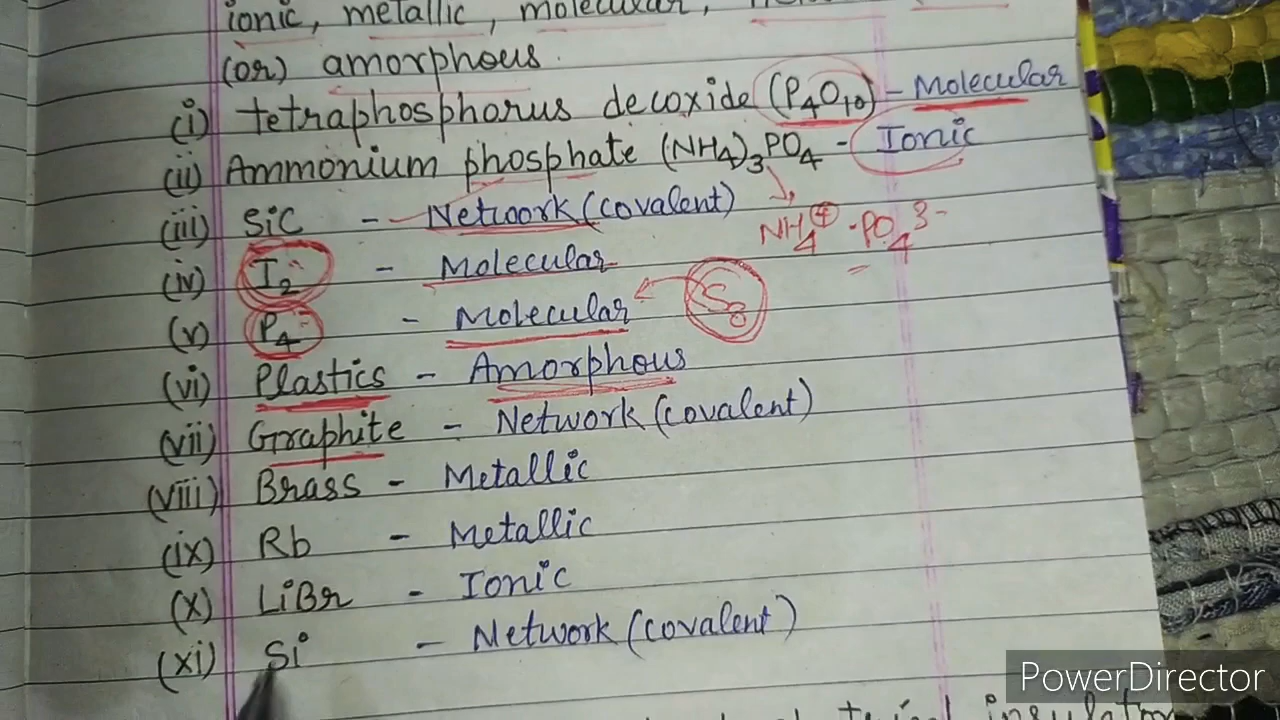 ionic, metallic, molecular,
(or) amorphous.
(i) tetraphosphorus decoxide (P4O10) - Molecular
(ii) Ammonium phosphate (NH4)3PO4 - Ionic
(iii) SiC - Network (covalent)
NH4+ · PO4 3-
(iv) I2 - Molecular
(v) P4 - Molecular S8
(vi) Plastics - Amorphous
(vii) Graphite - Network (covalent)
(viii) Brass - Metallic
(ix) Rb - Metallic
(x) LiBr - Ionic
(xi) Si - Network (covalent)
PowerDirector
insulator